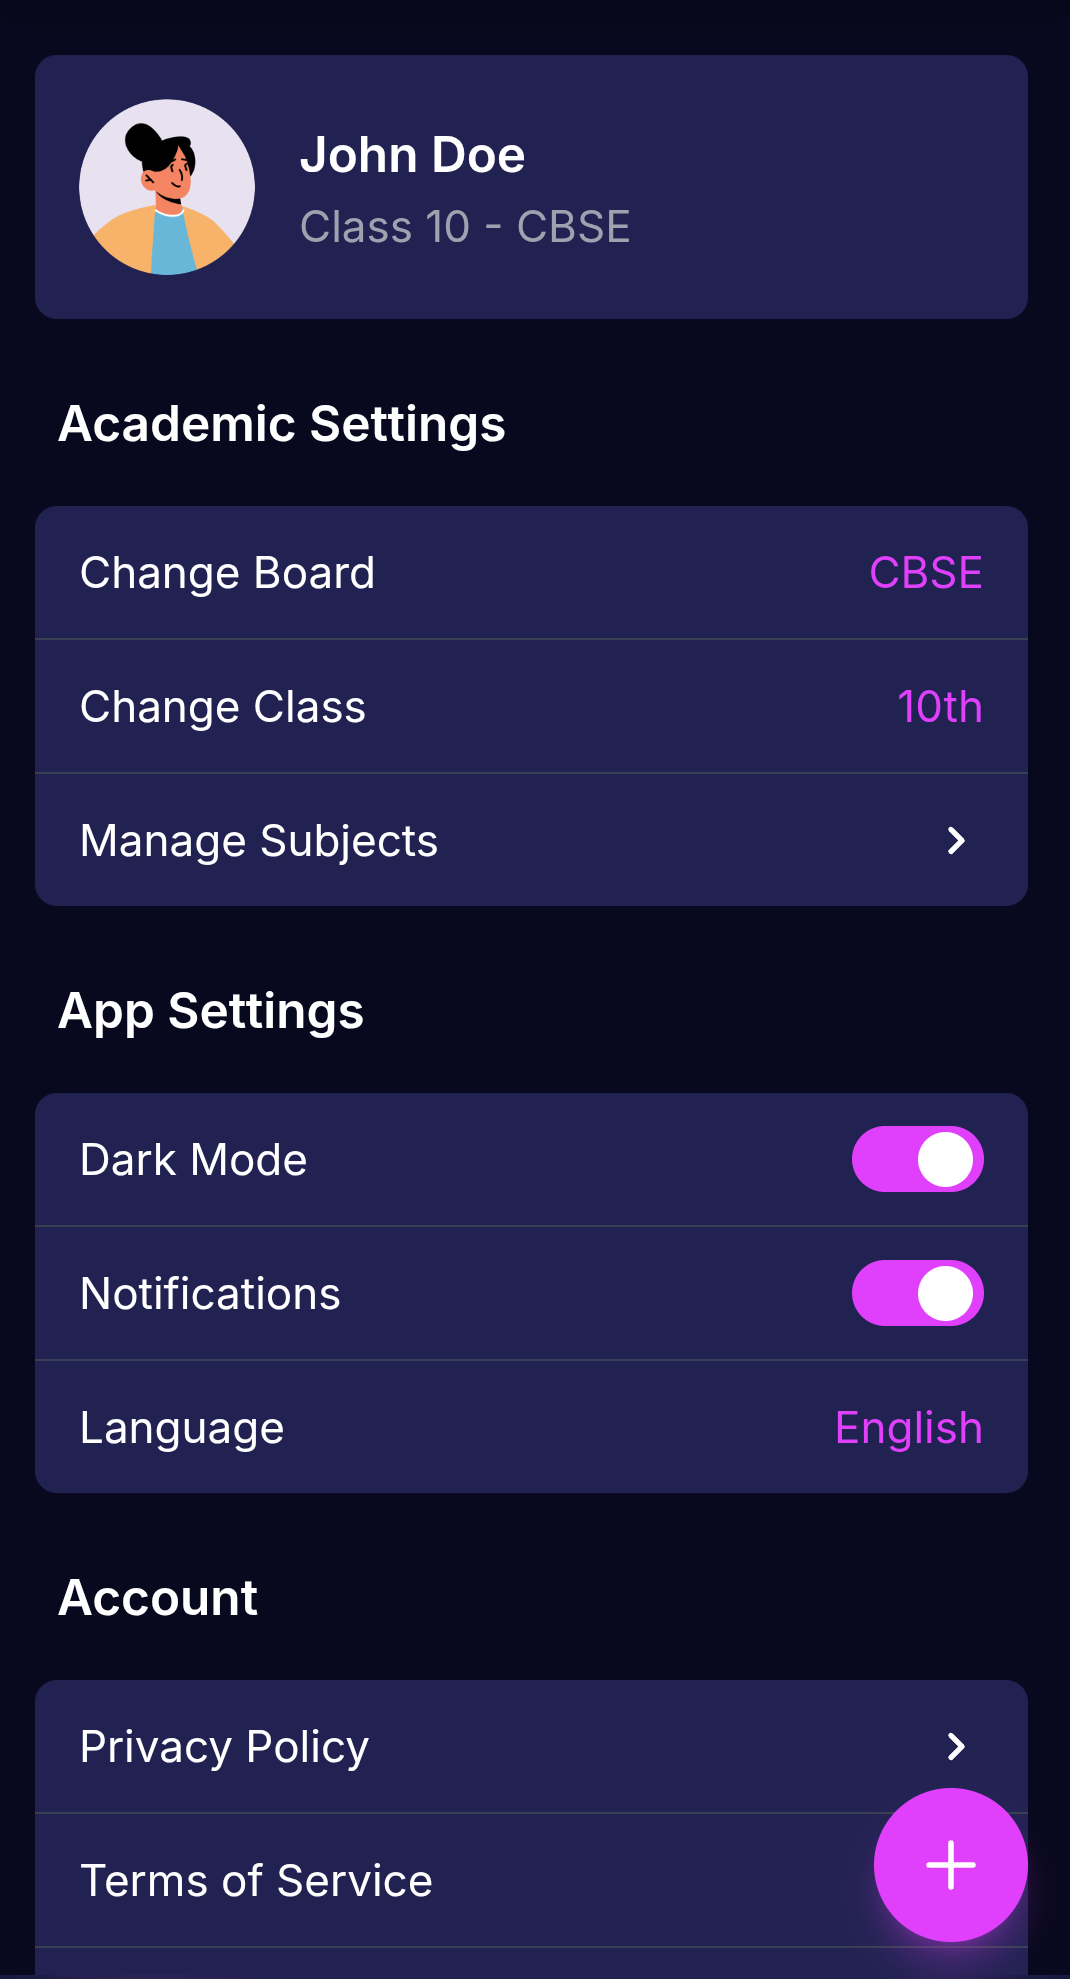 John Doe
Class 10 - CBSE
Academic Settings
Change Board CBSE
Change Class 10th
Manage Subjects
App Settings
Dark Mode
Notifications
Language English
Account
Privacy Policy
Terms of Service